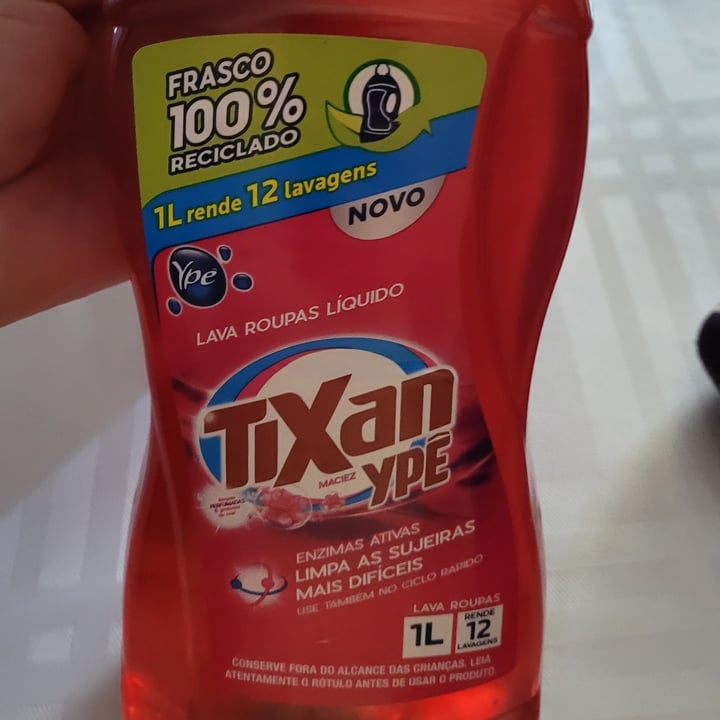 FRASCO
100%
RECICLADO
1L rende 12 lavagens
NOVO
Ypê
LAVA ROUPAS LÍQUIDO
TIXan
MACIEZ
YPÊ
PERFUMADAS
ENZIMAS ATIVAS
LIMPA AS SUJEIRAS
MAIS DIFÍCEIS
USE TAMBÉM NO CICLO RÁPIDO
LAVA ROUPAS
1L
RENDE
12
LAVAGENS
CONSERVE FORA DO ALCANCE DAS CRIANÇAS. LEIA
ATENTAMENTE O RÓTULO ANTES DE USAR O PRODUTO.